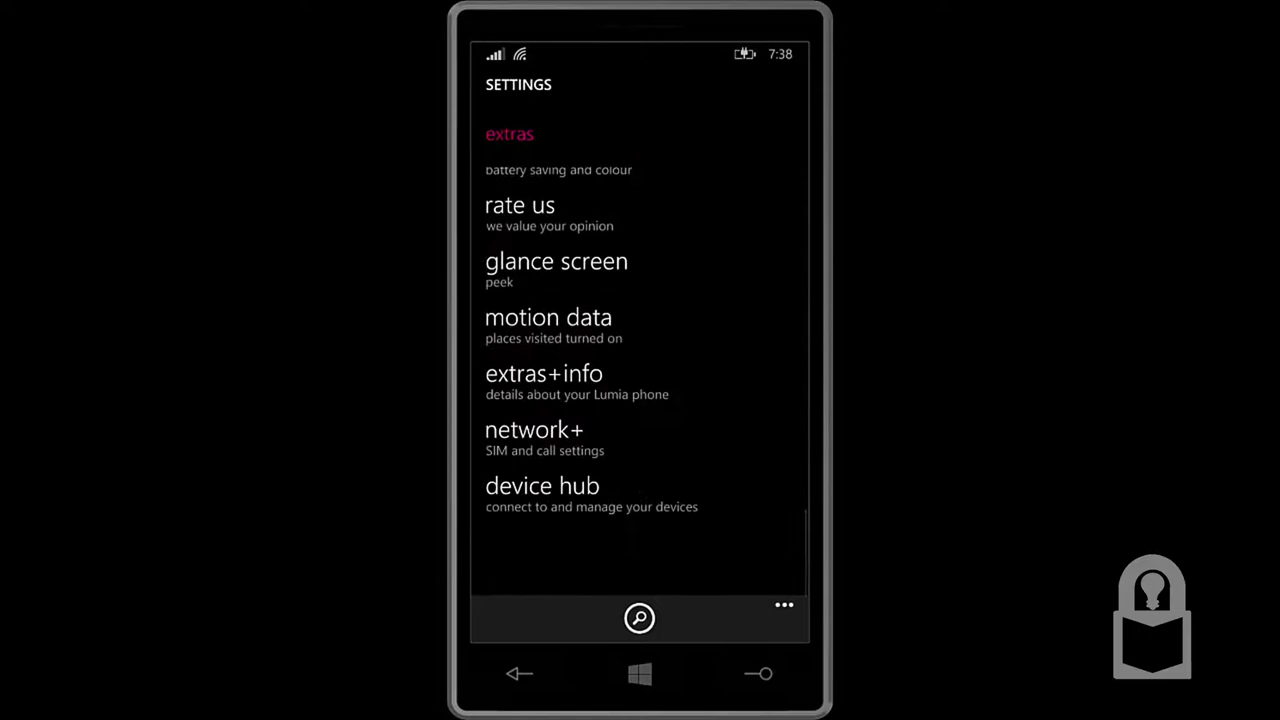 7:38
SETTINGS
extras
battery saving and colour
rate us
we value your opinion
glance screen
peek
motion data
places visited turned on
extras+info
details about your Lumia phone
network+
SIM and call settings
device hub
connect to and manage your devices